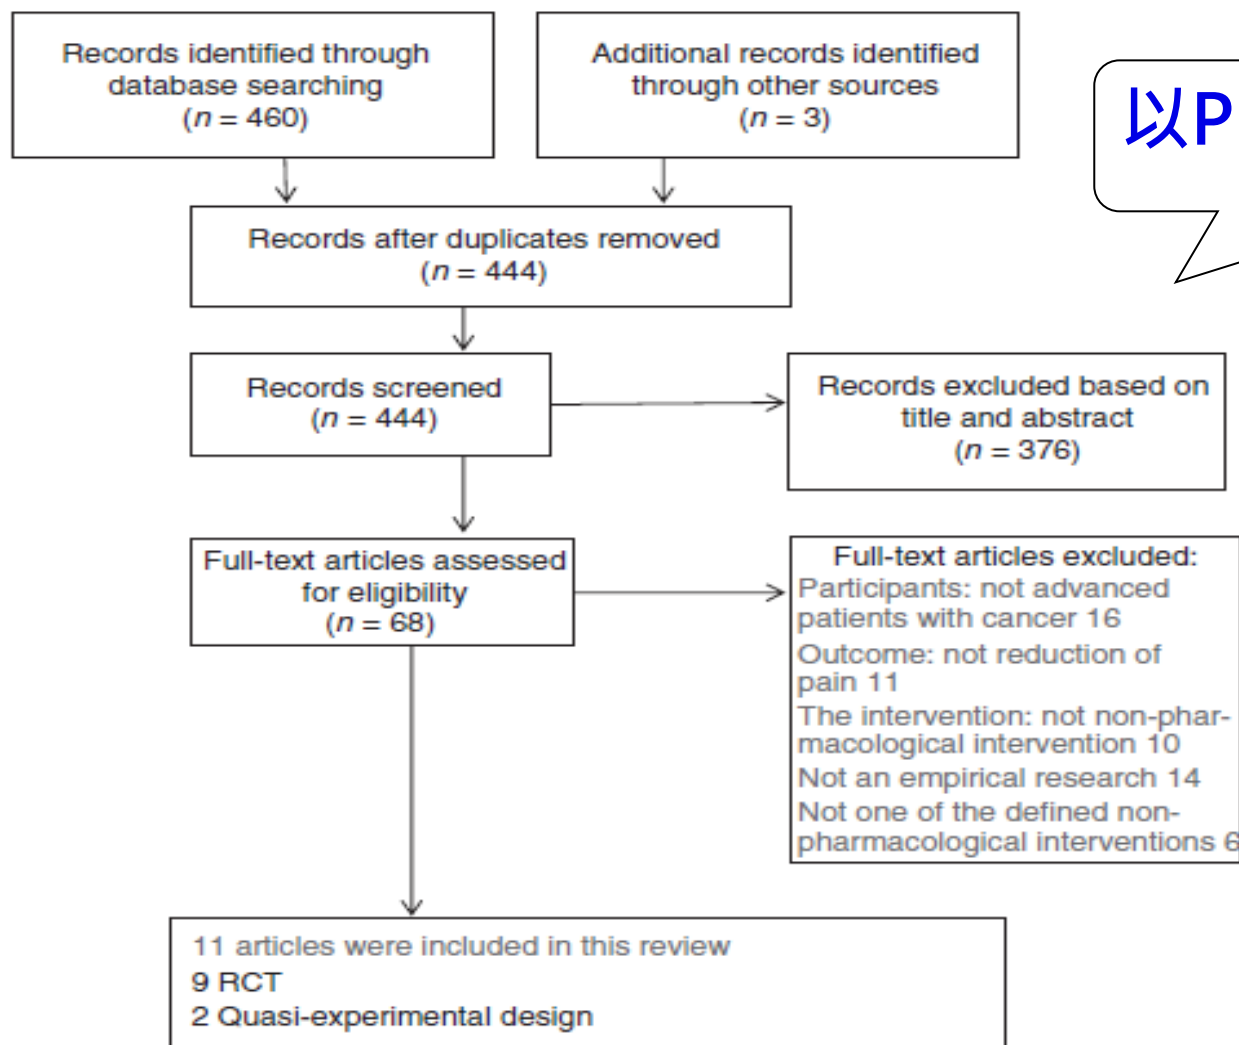 Records identified through
database searching
(n = 460)
Additional records identified
through other sources
(n = 3)
以P
Records after duplicates removed
(n = 444)
Records screened
(n = 444)
Records excluded based on
title and abstract
(n = 376)
Full-text articles assessed
for eligibility
(n = 68)
Full-text articles excluded:
Participants: not advanced
patients with cancer 16
Outcome: not reduction of
pain 11
The intervention: not non-phar-
macological intervention 10
Not an empirical research 14
Not one of the defined non-
pharmacological interventions 6
11 articles were included in this review
9 RCT
2 Quasi-experimental design